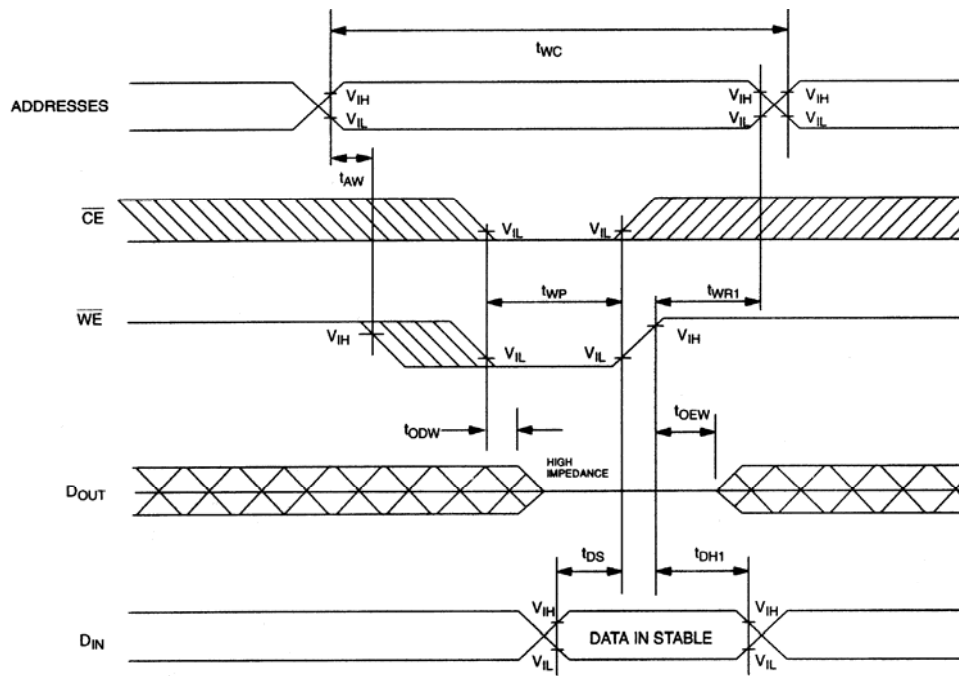 tWC
ADDRESSES
VIH VIH VIH
VIL VIL VIL
tAW
CE
VIL VIL
tWP tWR1
WE
VIH VIL VIL VIH
tODW tOEW
HIGH
IMPEDANCE
DOUT
tDS tDH1
VIH VIH
DIN DATA IN STABLE
VIL VIL